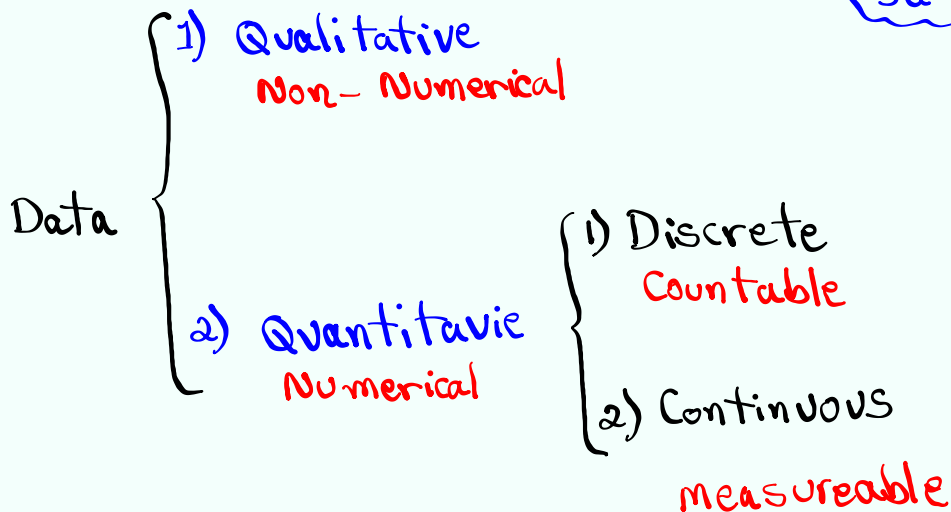 1) Qualitative
Non-Numerical
Data
1) Discrete
Countable
2) Quantitavie
Numerical
2) Continuous
measureable